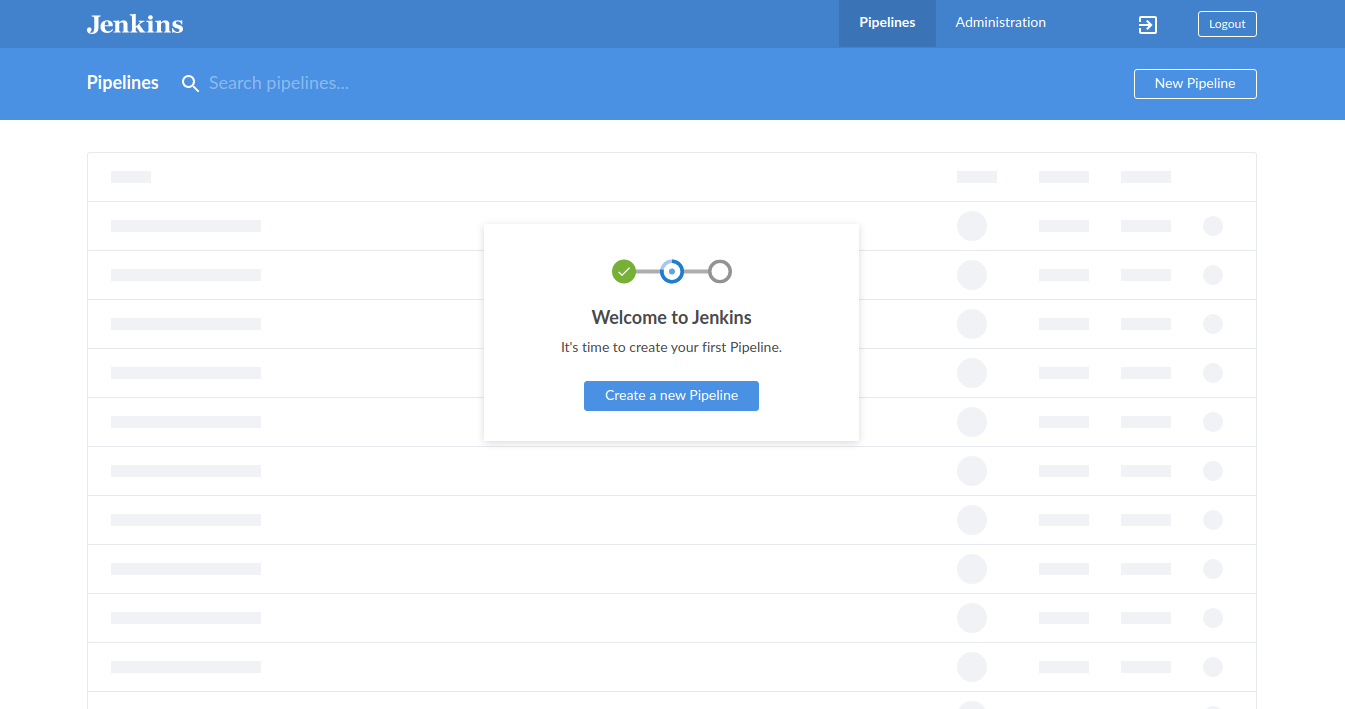 Jenkins
Pipelines
Administration
Logout
Pipelines
Search pipelines...
New Pipeline
Welcome to Jenkins
It's time to create your first Pipeline.
Create a new Pipeline